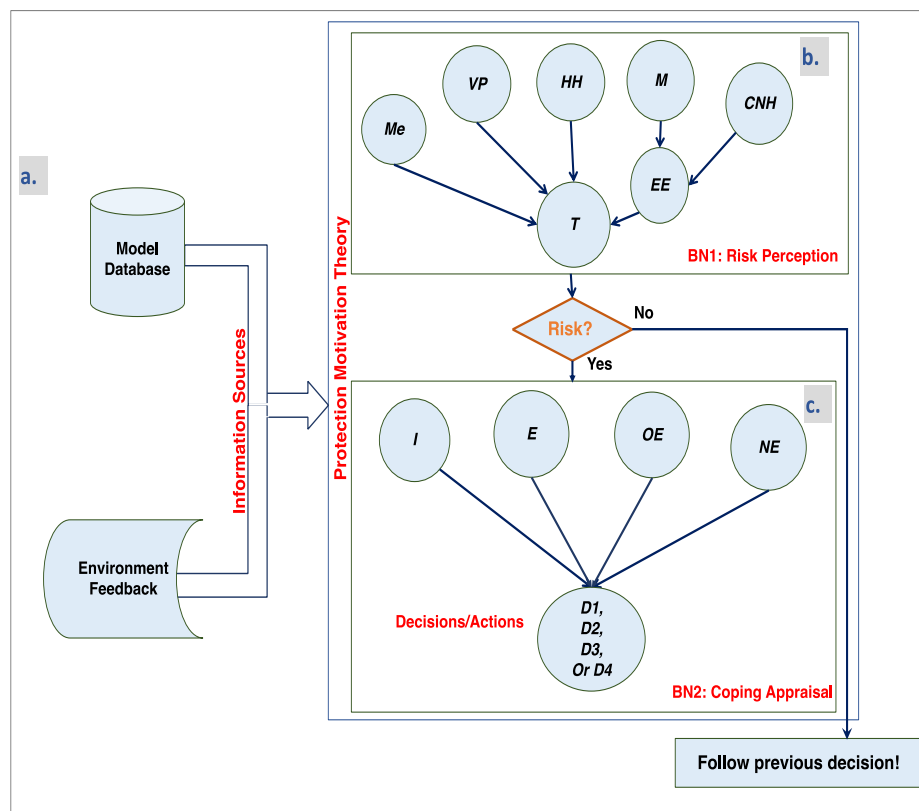 a.
Model
Database
Information Sources
Environment
Feedback
Protection Motivation Theory
b.
Me
VP
HH
M
CNH
EE
T
BN1: Risk Perception
Risk?
No
Yes
c.
I
E
OE
NE
Decisions/Actions
D1,
D2,
D3,
Or D4
BN2: Coping Appraisal
Follow previous decision!